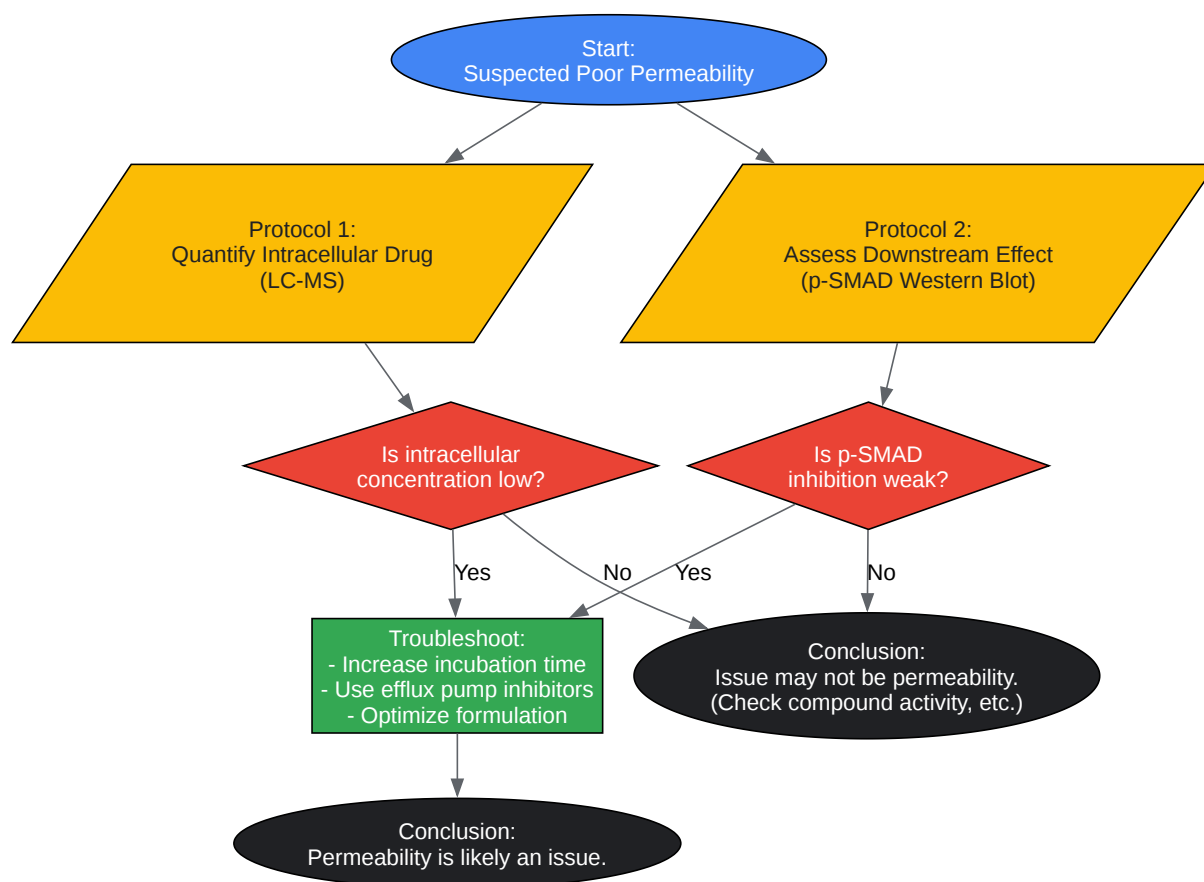 Start:
Suspected Poor Permeability
Protocol 1:
Quantify Intracellular Drug
(LC-MS)
Protocol 2:
Assess Downstream Effect
(p-SMAD Western Blot)
Is intracellular
concentration low?
Is p-SMAD
inhibition weak?
Yes
No
Yes
No
Troubleshoot:
- Increase incubation time
- Use efflux pump inhibitors
- Optimize formulation
Conclusion:
Issue may not be permeability.
(Check compound activity, etc.)
Conclusion:
Permeability is likely an issue.